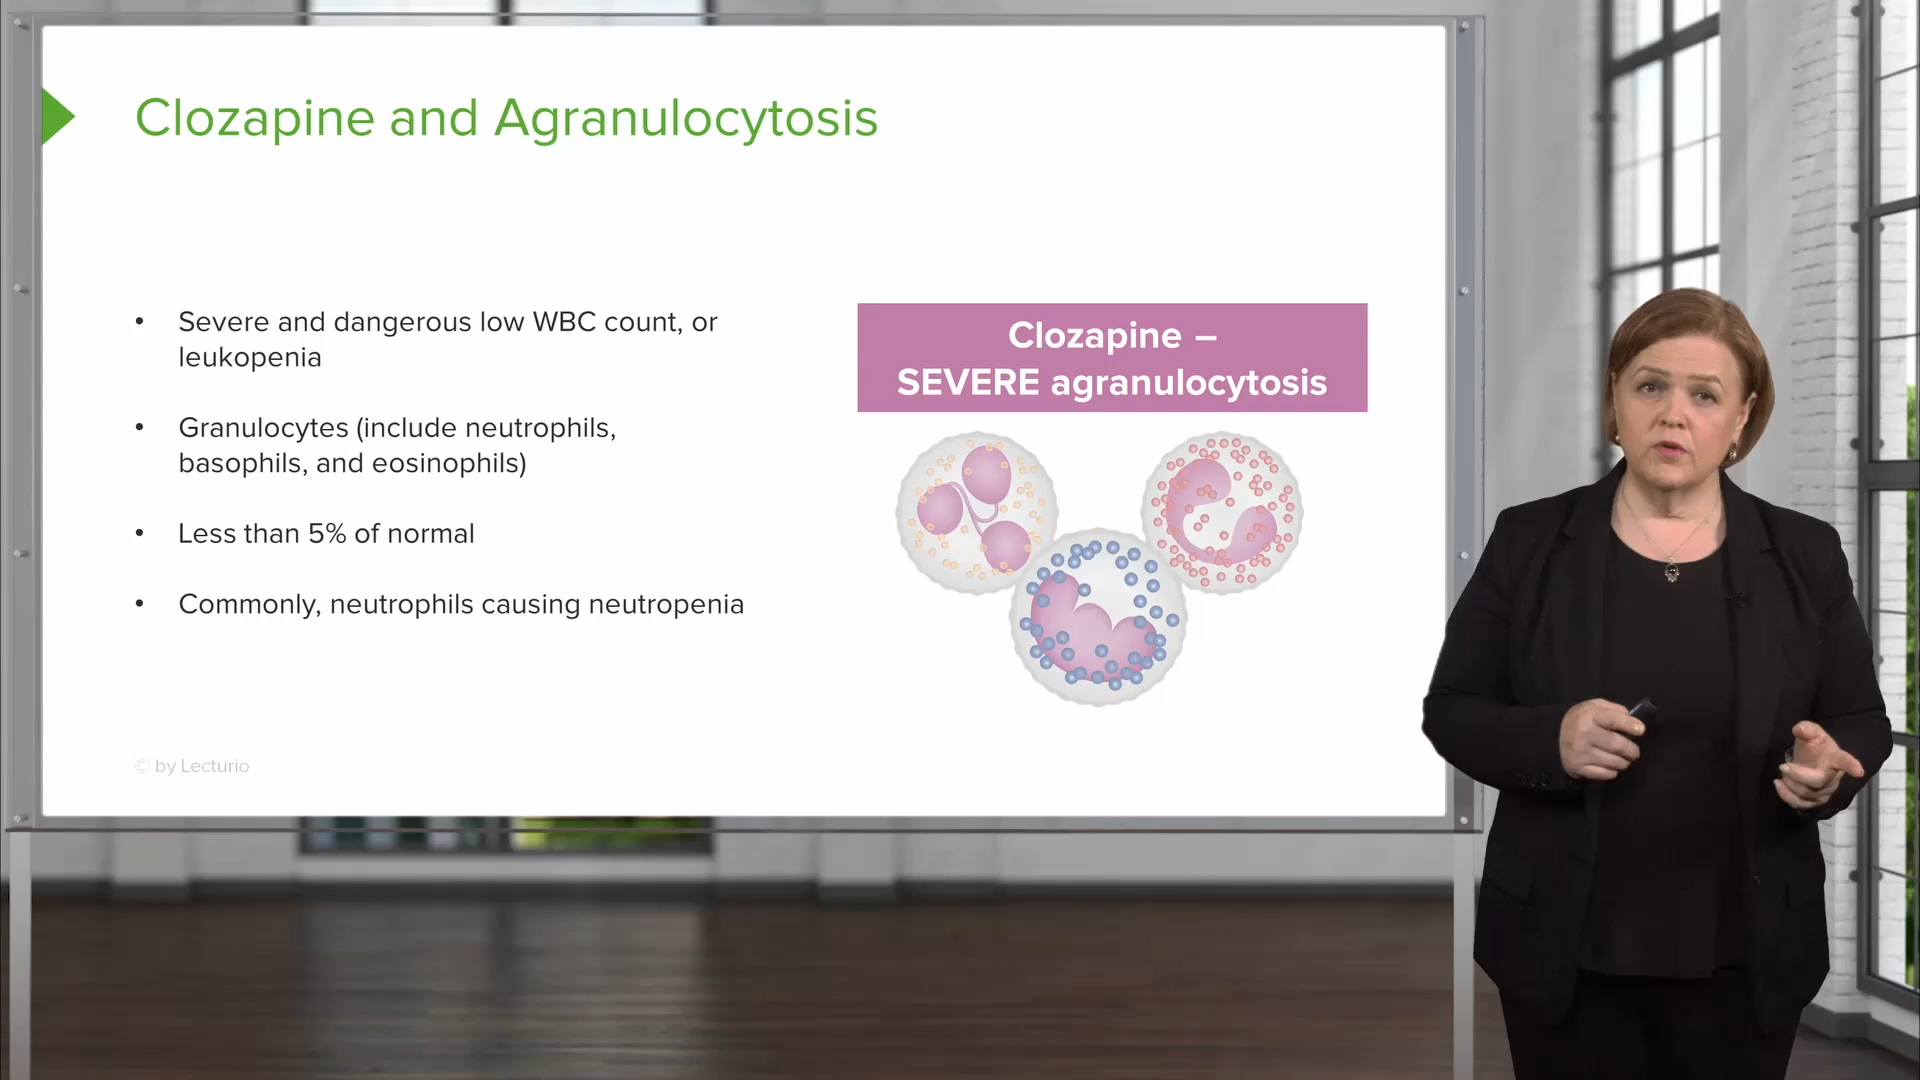 Clozapine and Agranulocytosis
• Severe and dangerous low WBC count, or
leukopenia
• Granulocytes (include neutrophils,
basophils, and eosinophils)
• Less than 5% of normal
• Commonly, neutrophils causing neutropenia
Clozapine –
SEVERE agranulocytosis
© by Lecturio